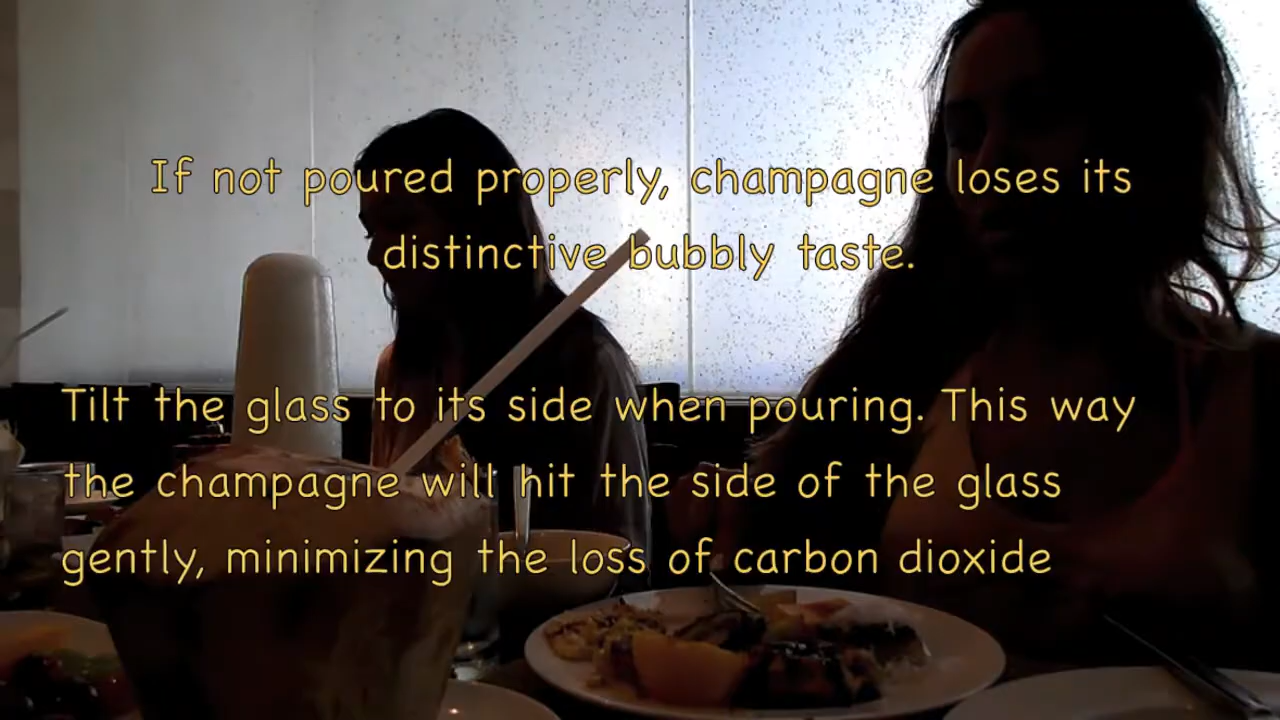 If not poured properly, champagne loses its
distinctive bubbly taste.
Tilt the glass to its side when pouring. This way
the champagne will hit the side of the glass
gently, minimizing the loss of carbon dioxide